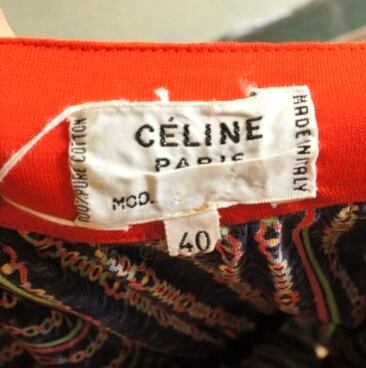 100% PURE COTTON
CÉLINE
PARIS
MOD.
MADE IN ITALY
40